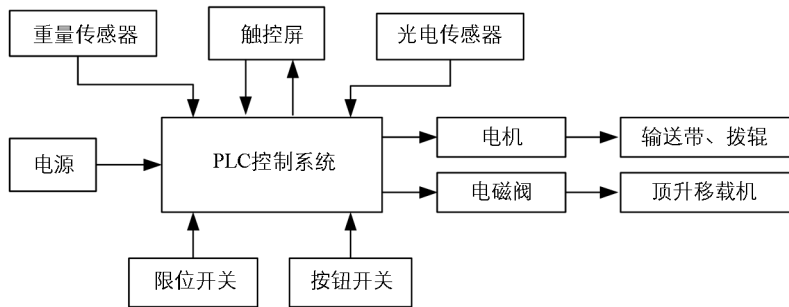 重量传感器
触控屏
光电传感器
电源
PLC控制系统
电机
输送带、拨辊
电磁阀
顶升移载机
限位开关
按钮开关